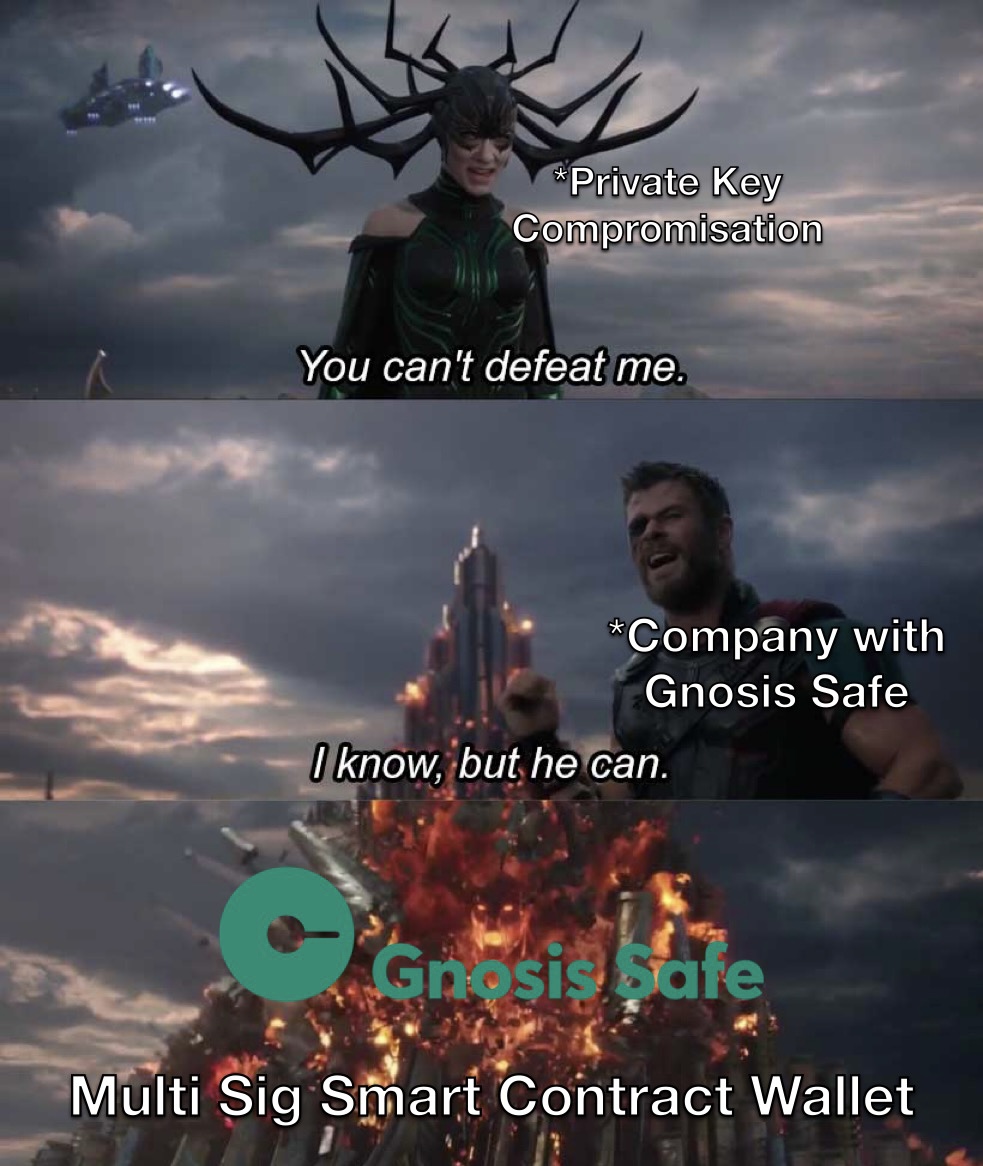 *Private Key
Compromisation
You can't defeat me.
*Company with
Gnosis Safe
I know, but he can.
Gnosis Safe
Multi Sig Smart Contract Wallet